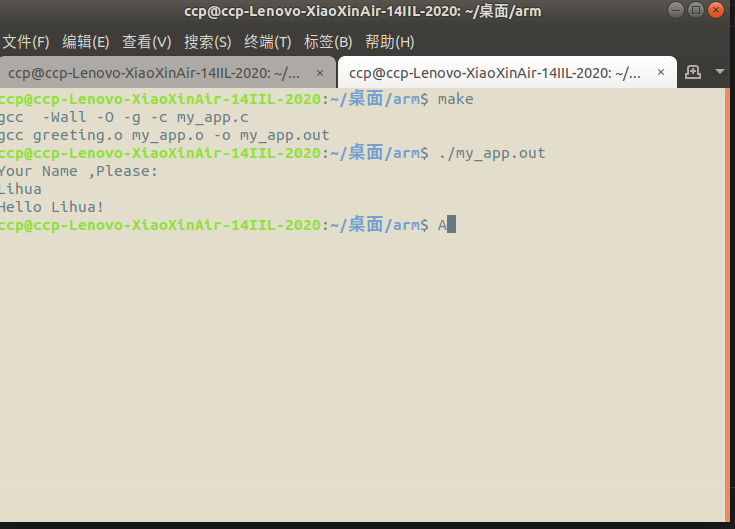 ccp@ccp-Lenovo-XiaoXinAir-14IIL-2020: ~/桌面/arm
文件(F) 编辑(E) 查看(V) 搜索(S) 终端(T) 标签(B) 帮助(H)
ccp@ccp-Lenovo-XiaoXinAir-14IIL-2020: ~/... × ccp@ccp-Lenovo-XiaoXinAir-14IIL-2020: ~/... ×
ccp@ccp-Lenovo-XiaoXinAir-14IIL-2020:~/桌面/arm$ make
gcc  -Wall -O -g -c my_app.c
gcc greeting.o my_app.o -o my_app.out
ccp@ccp-Lenovo-XiaoXinAir-14IIL-2020:~/桌面/arm$ ./my_app.out
Your Name ,Please:
Lihua
Hello Lihua!
ccp@ccp-Lenovo-XiaoXinAir-14IIL-2020:~/桌面/arm$ A